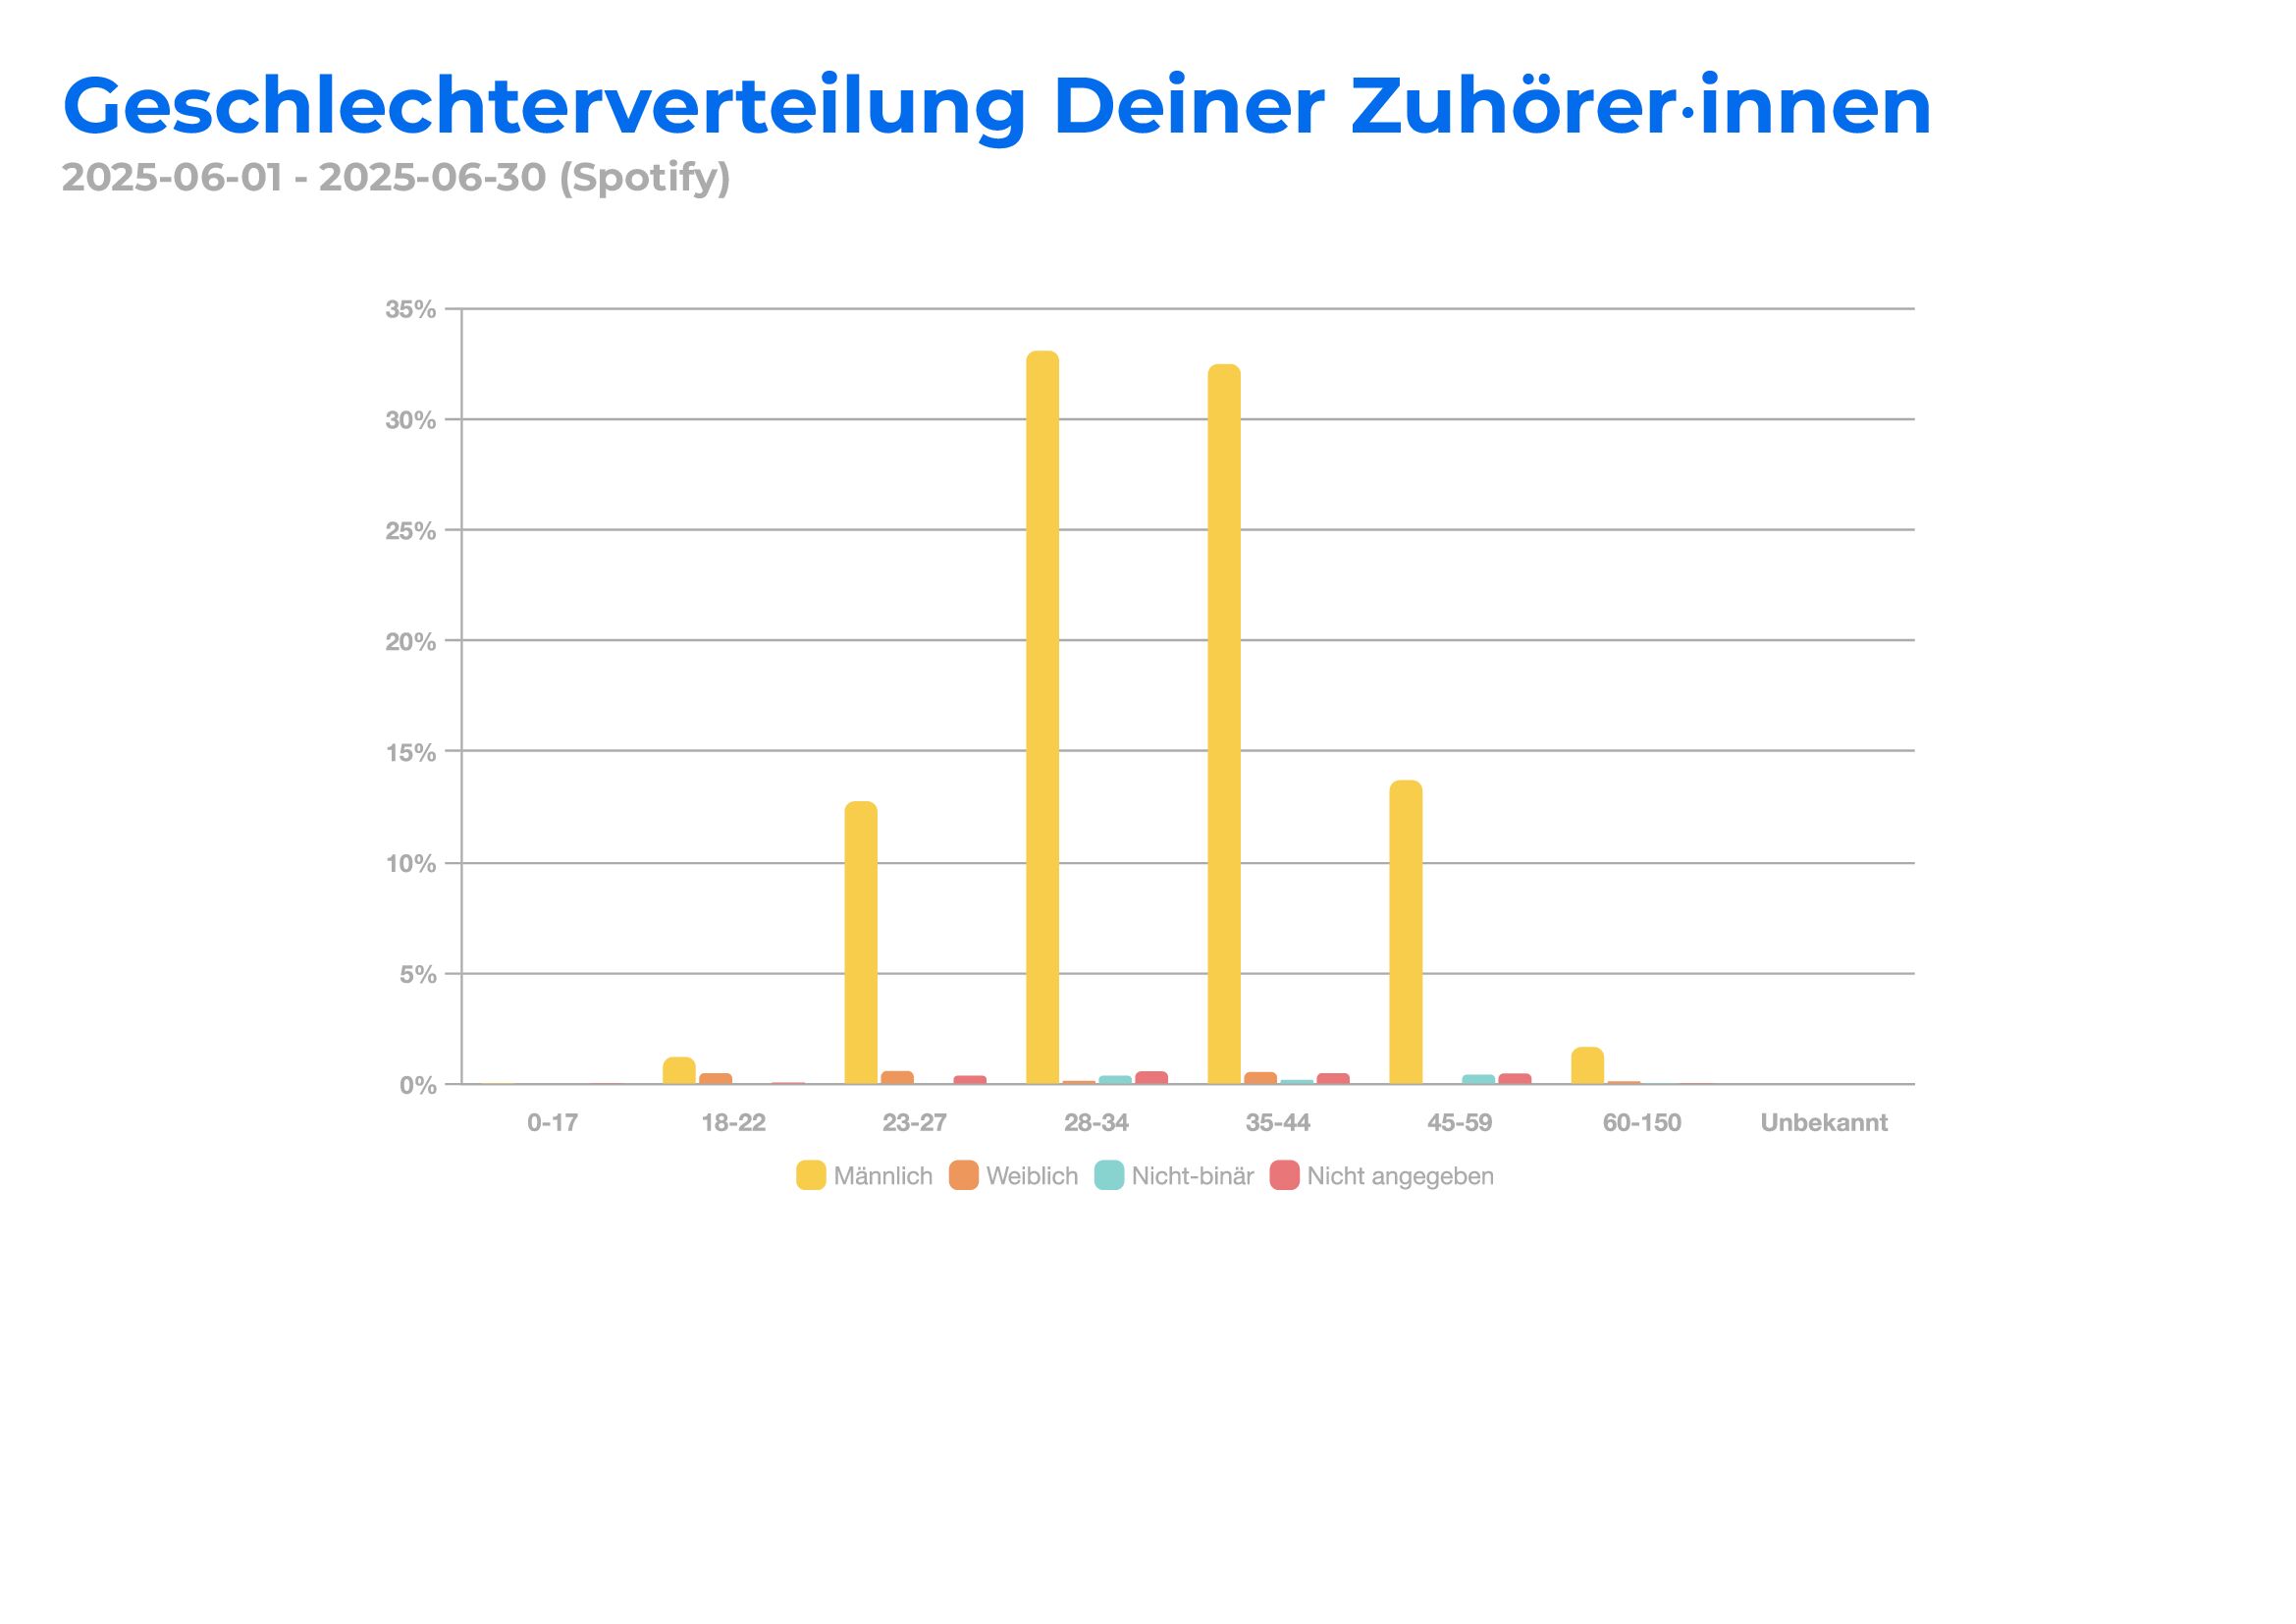 Geschlechterverteilung Deiner Zuhörer·innen
2025-06-01 - 2025-06-30 (Spotify)
35%
30%
25%
20%
15%
10%
5%
0%
0-17 18-22 23-27 28-34 35-44 45-59 60-150 Unbekannt
Männlich Weiblich Nicht-binär Nicht angegeben